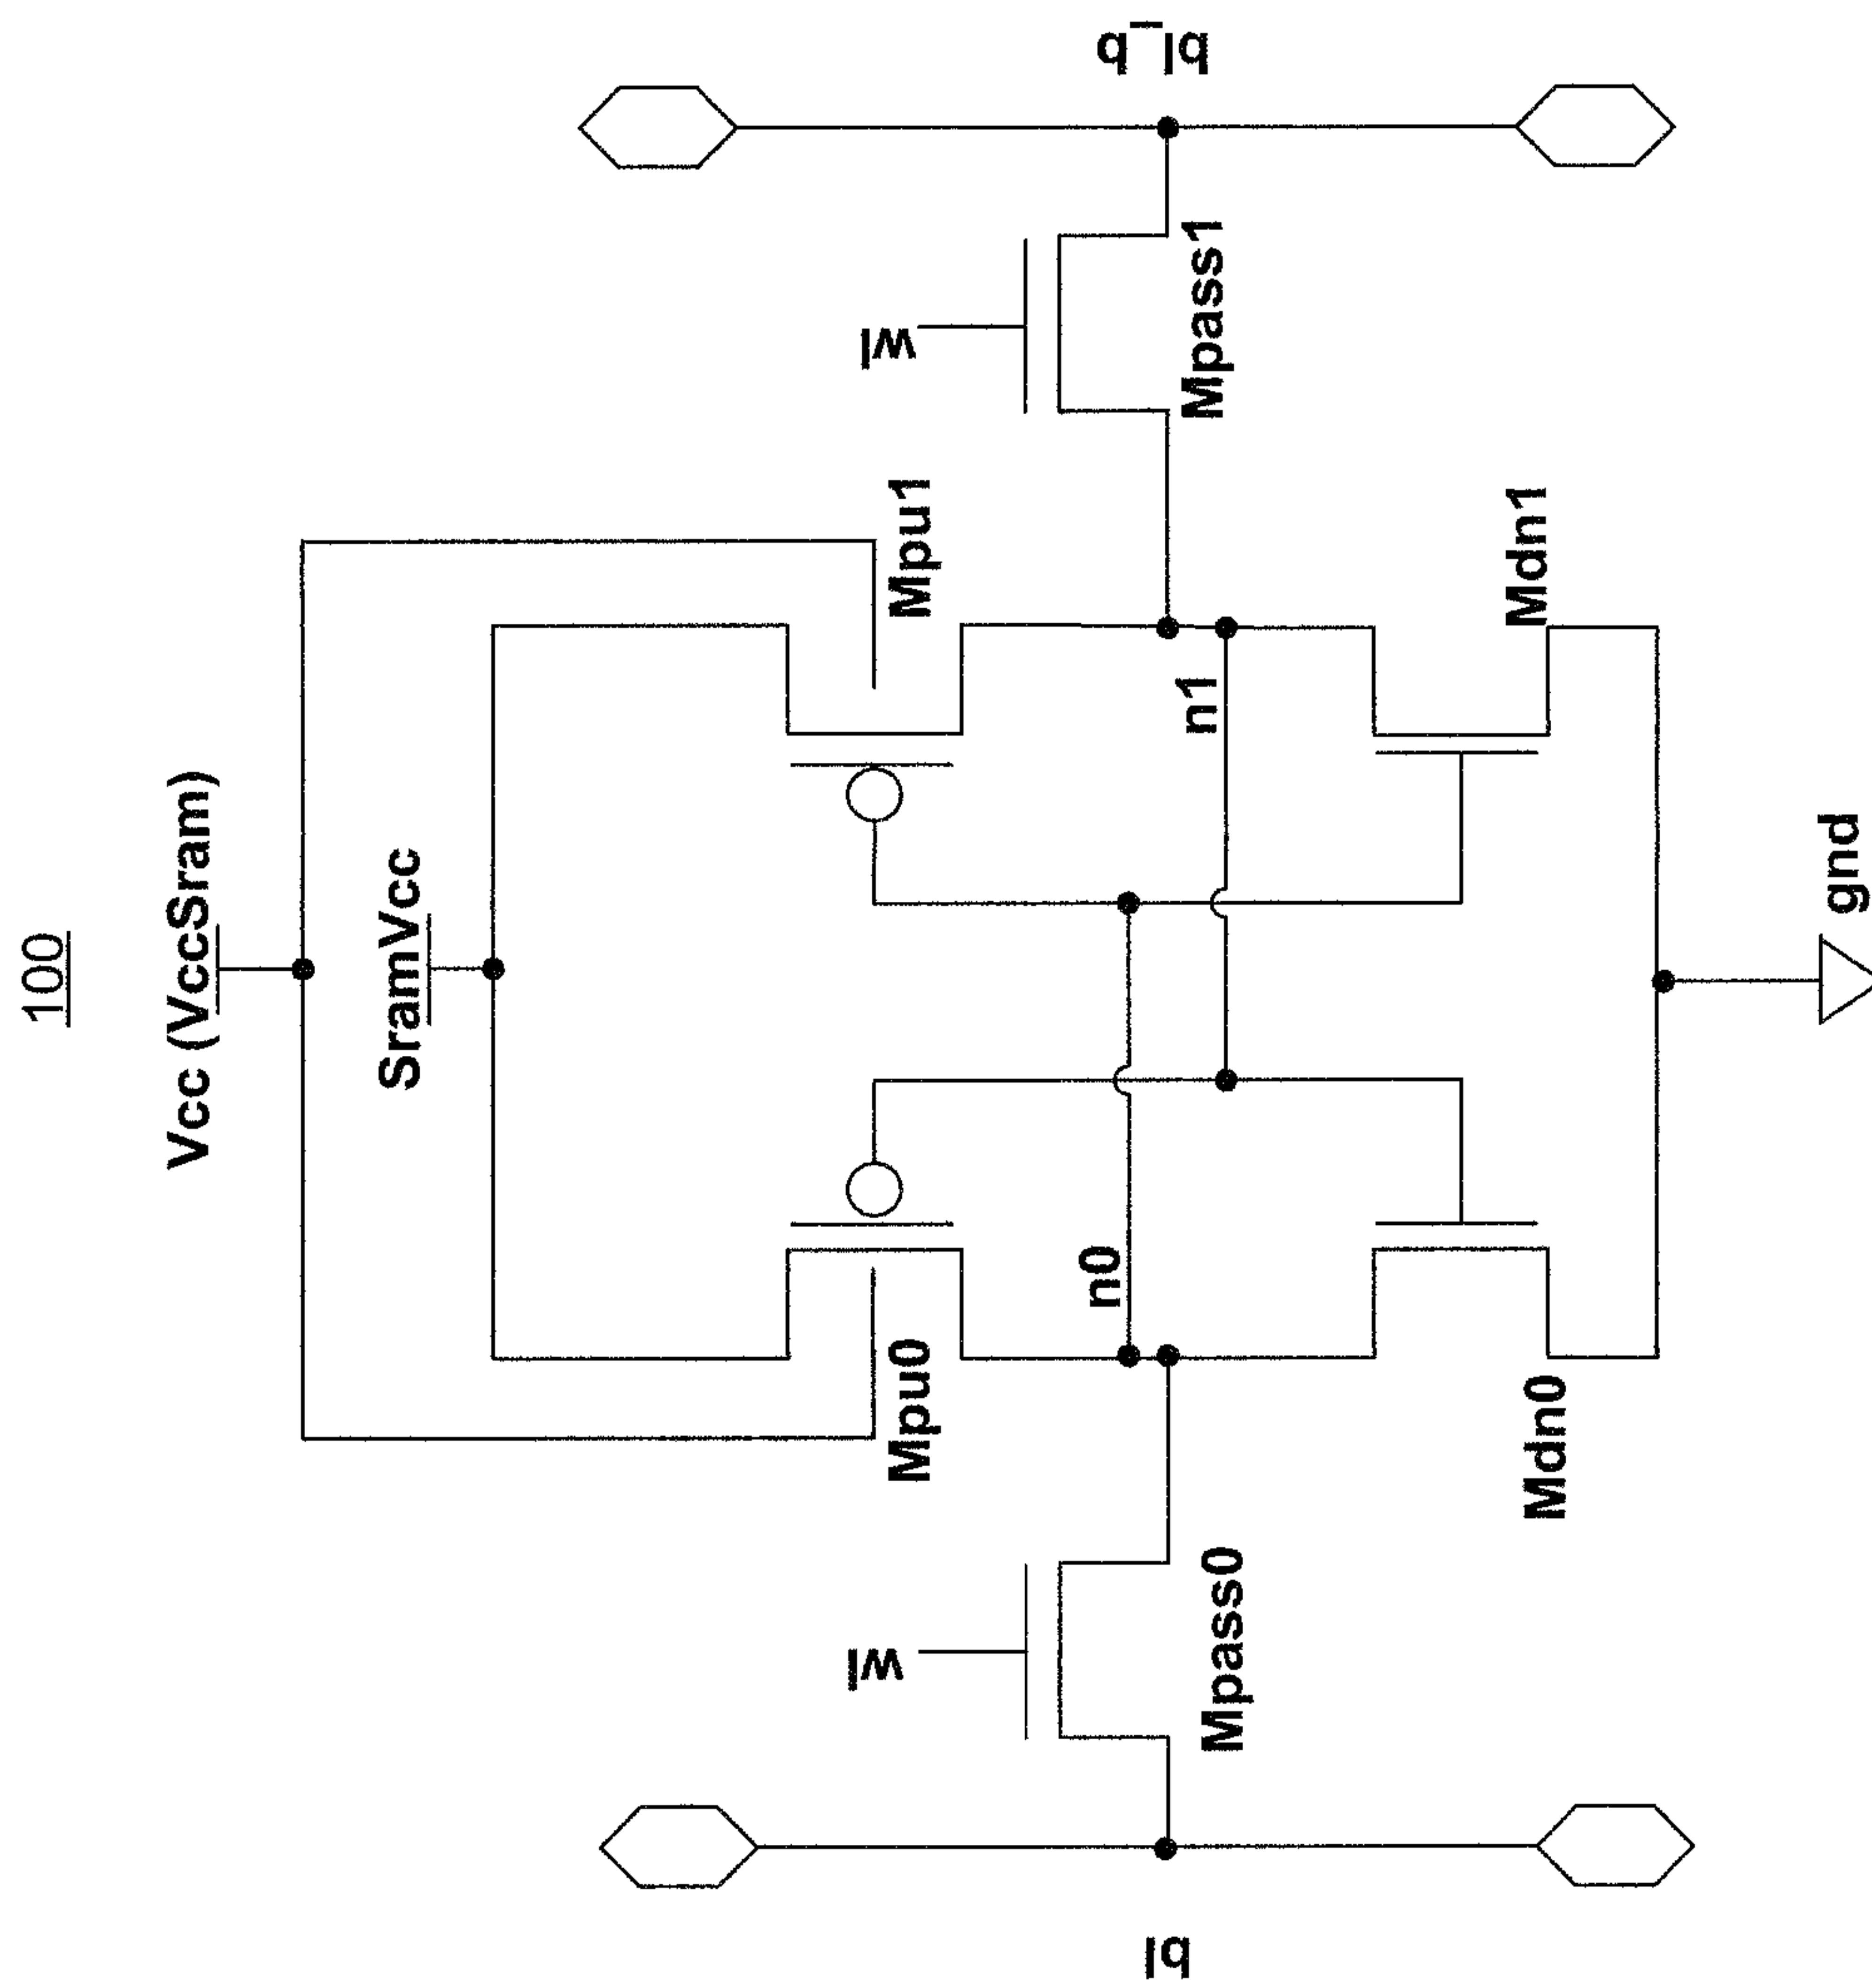 100
Vcc (VccSram)
SramVcc
wl
wl
Mpu0
Mpu1
n0
n1
Mpass0
Mpass1
bl
bl_b
Mdn0
Mdn1
gnd